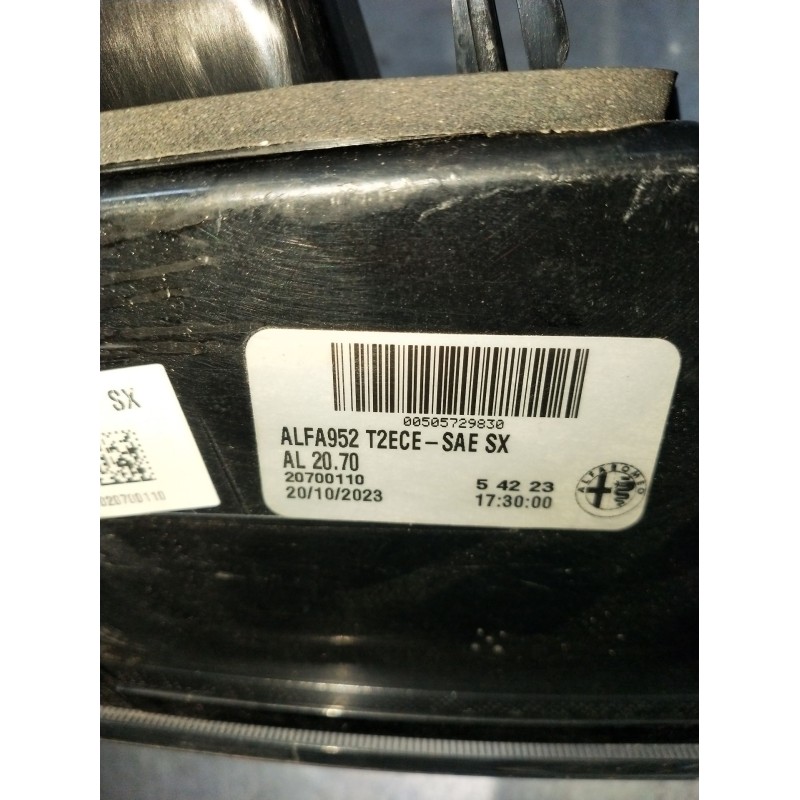 SX
020700110
00505729830
ALFA952 T2ECE-SAE SX
AL 20.70
20700110 5 42 23
20/10/2023 17:30:00
ALFA ROMEO